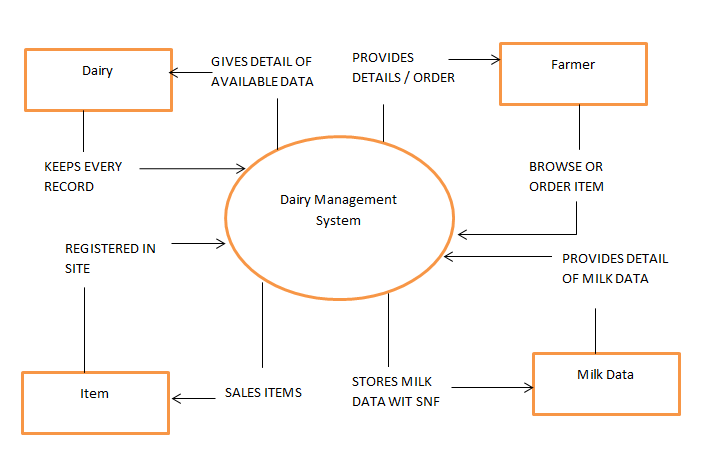 Dairy
GIVES DETAIL OF
AVAILABLE DATA
PROVIDES
DETAILS / ORDER
Farmer
KEEPS EVERY
RECORD
Dairy Management
System
BROWSE OR
ORDER ITEM
REGISTERED IN
SITE
PROVIDES DETAIL
OF MILK DATA
Item
SALES ITEMS
STORES MILK
DATA WIT SNF
Milk Data